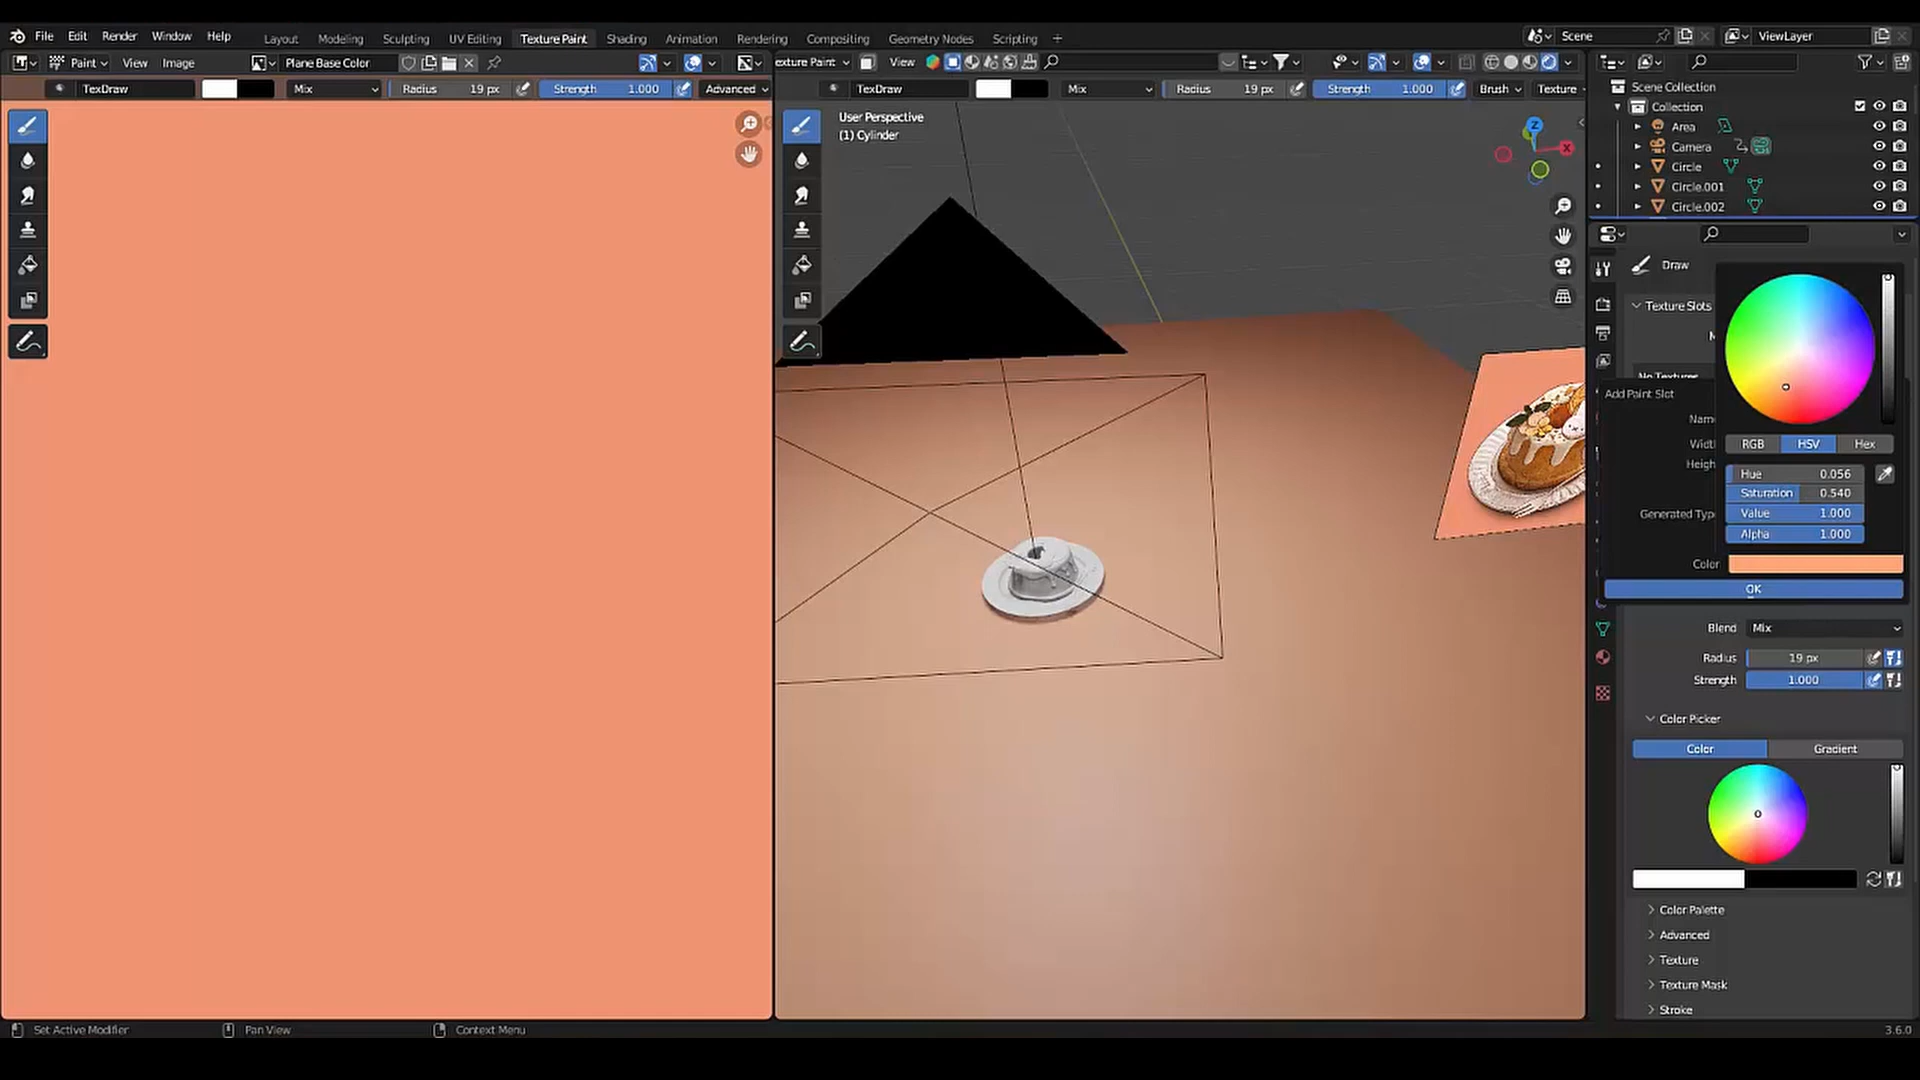 File Edit Render Window Help Layout Modeling Sculpting UV Editing Texture Paint Shading Animation Rendering Compositing Geometry Nodes Scripting + Scene ViewLayer
Paint View Image Plane Base Color exture Paint View
TexDraw Mix Radius 19 px Strength 1.000 Advanced TexDraw Mix Radius 19 px Strength 1.000 Brush Texture
Scene Collection
Collection
Area
Camera
Circle
Circle.001
Circle.002
User Perspective
(1) Cylinder
Z
X
Draw
Texture Slots
M
No Textures
Add Paint Slot
Nam
Widt
Heigh
Generated Typ
RGB HSV Hex
Hue 0.056
Saturation 0.540
Value 1.000
Alpha 1.000
Color
OK
Blend Mix
Radius 19 px
Strength 1.000
Color Picker
Color Gradient
Color Palette
Advanced
Texture
Texture Mask
Stroke
Set Active Modifier Pan View Context Menu 3.6.0